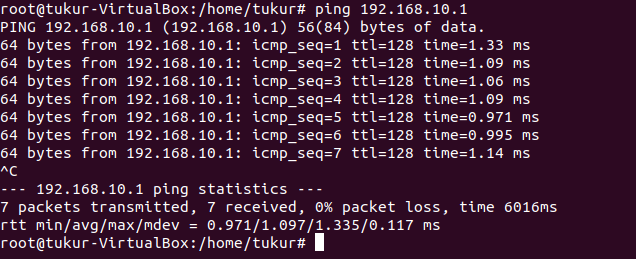 root@tukur-VirtualBox:/home/tukur# ping 192.168.10.1
PING 192.168.10.1 (192.168.10.1) 56(84) bytes of data.
64 bytes from 192.168.10.1: icmp_seq=1 ttl=128 time=1.33 ms
64 bytes from 192.168.10.1: icmp_seq=2 ttl=128 time=1.09 ms
64 bytes from 192.168.10.1: icmp_seq=3 ttl=128 time=1.06 ms
64 bytes from 192.168.10.1: icmp_seq=4 ttl=128 time=1.09 ms
64 bytes from 192.168.10.1: icmp_seq=5 ttl=128 time=0.971 ms
64 bytes from 192.168.10.1: icmp_seq=6 ttl=128 time=0.995 ms
64 bytes from 192.168.10.1: icmp_seq=7 ttl=128 time=1.14 ms
^C
--- 192.168.10.1 ping statistics ---
7 packets transmitted, 7 received, 0% packet loss, time 6016ms
rtt min/avg/max/mdev = 0.971/1.097/1.335/0.117 ms
root@tukur-VirtualBox:/home/tukur#